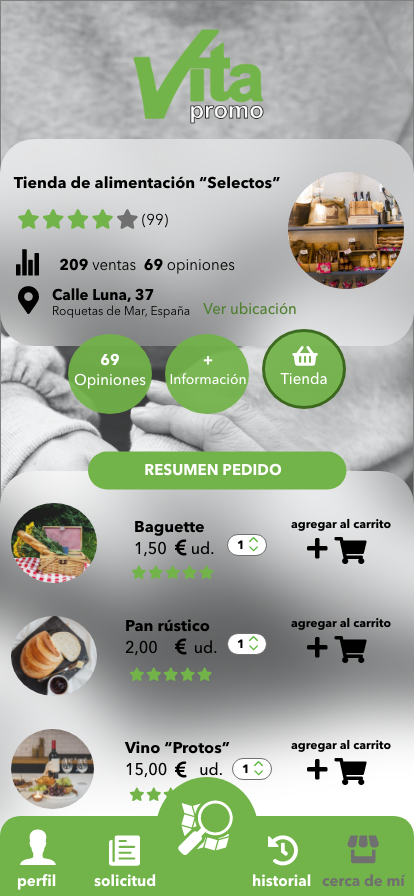 Vita
promo
Tienda de alimentación “Selectos”
(99)
209 ventas 69 opiniones
Calle Luna, 37
Roquetas de Mar, España Ver ubicación
69
Opiniones
+
Información
Tienda
RESUMEN PEDIDO
Baguette
1,50 € ud.
1
agregar al carrito
+
Pan rústico
2,00 € ud.
1
agregar al carrito
+
Vino “Protos”
15,00 € ud.
1
agregar al carrito
+
perfil
solicitud
historial
cerca de mí